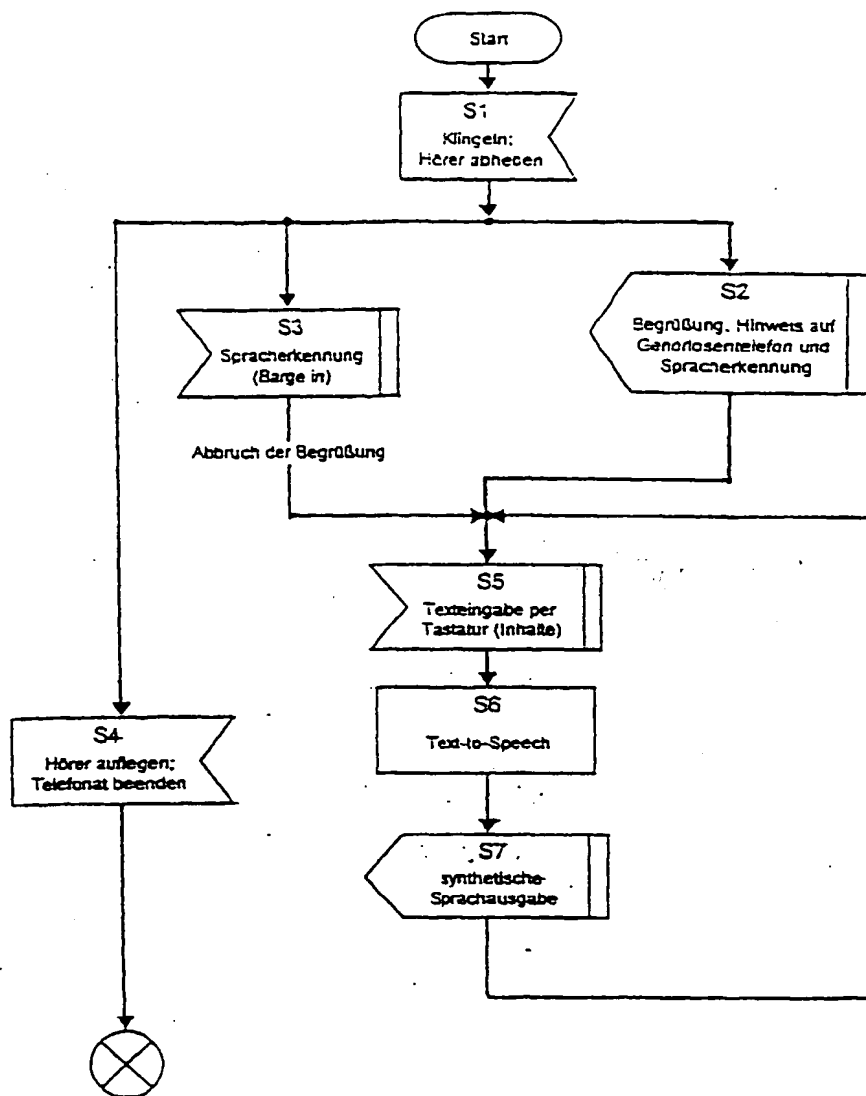 Start
S1
Klingeln;
Hörer abheben
S3
Spracherkennung
(Barge in)
S2
Begrüßung, Hinweis auf
Gehörlosentelefon und
Spracherkennung
Abbruch der Begrüßung
S5
Texteingabe per
Tastatur (Inhalte)
S6
Text-to-Speech
S4
Hörer auflegen;
Telefonat beenden
S7
synthetische
Sprachausgabe